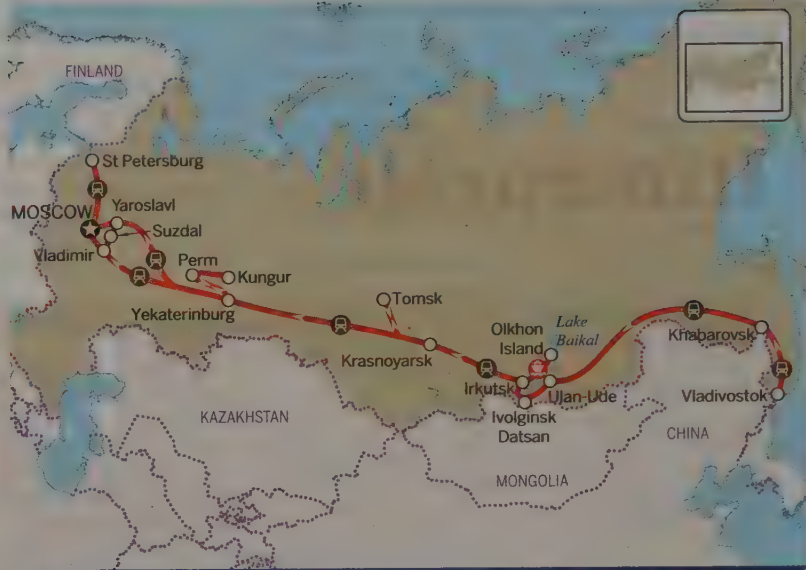 FINLAND
St Petersburg
MOSCOW
Yaroslavl
Suzdal
Vladimir
Perm
Kungur
Yekaterinburg
Tomsk
Krasnoyarsk
Olkhon
Island
Lake
Baikal
Irkutsk
Ulan-Ude
Ivolginsk
Datsan
Khabarovsk
Vladivostok
KAZAKHSTAN
MONGOLIA
CHINA